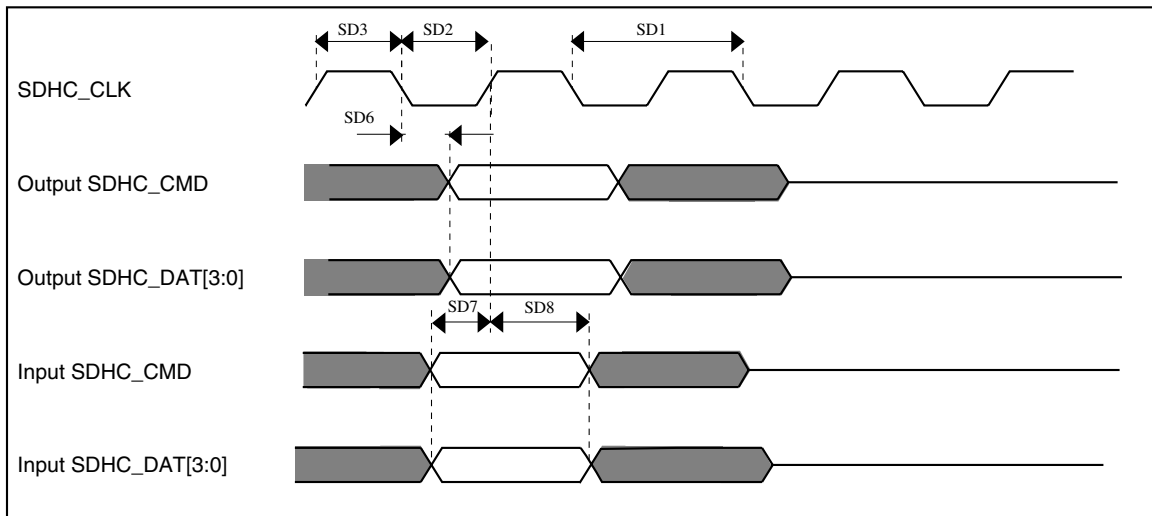 SD3
SD2
SD1
SDHC_CLK
SD6
Output SDHC_CMD
Output SDHC_DAT[3:0]
SD7
SD8
Input SDHC_CMD
Input SDHC_DAT[3:0]